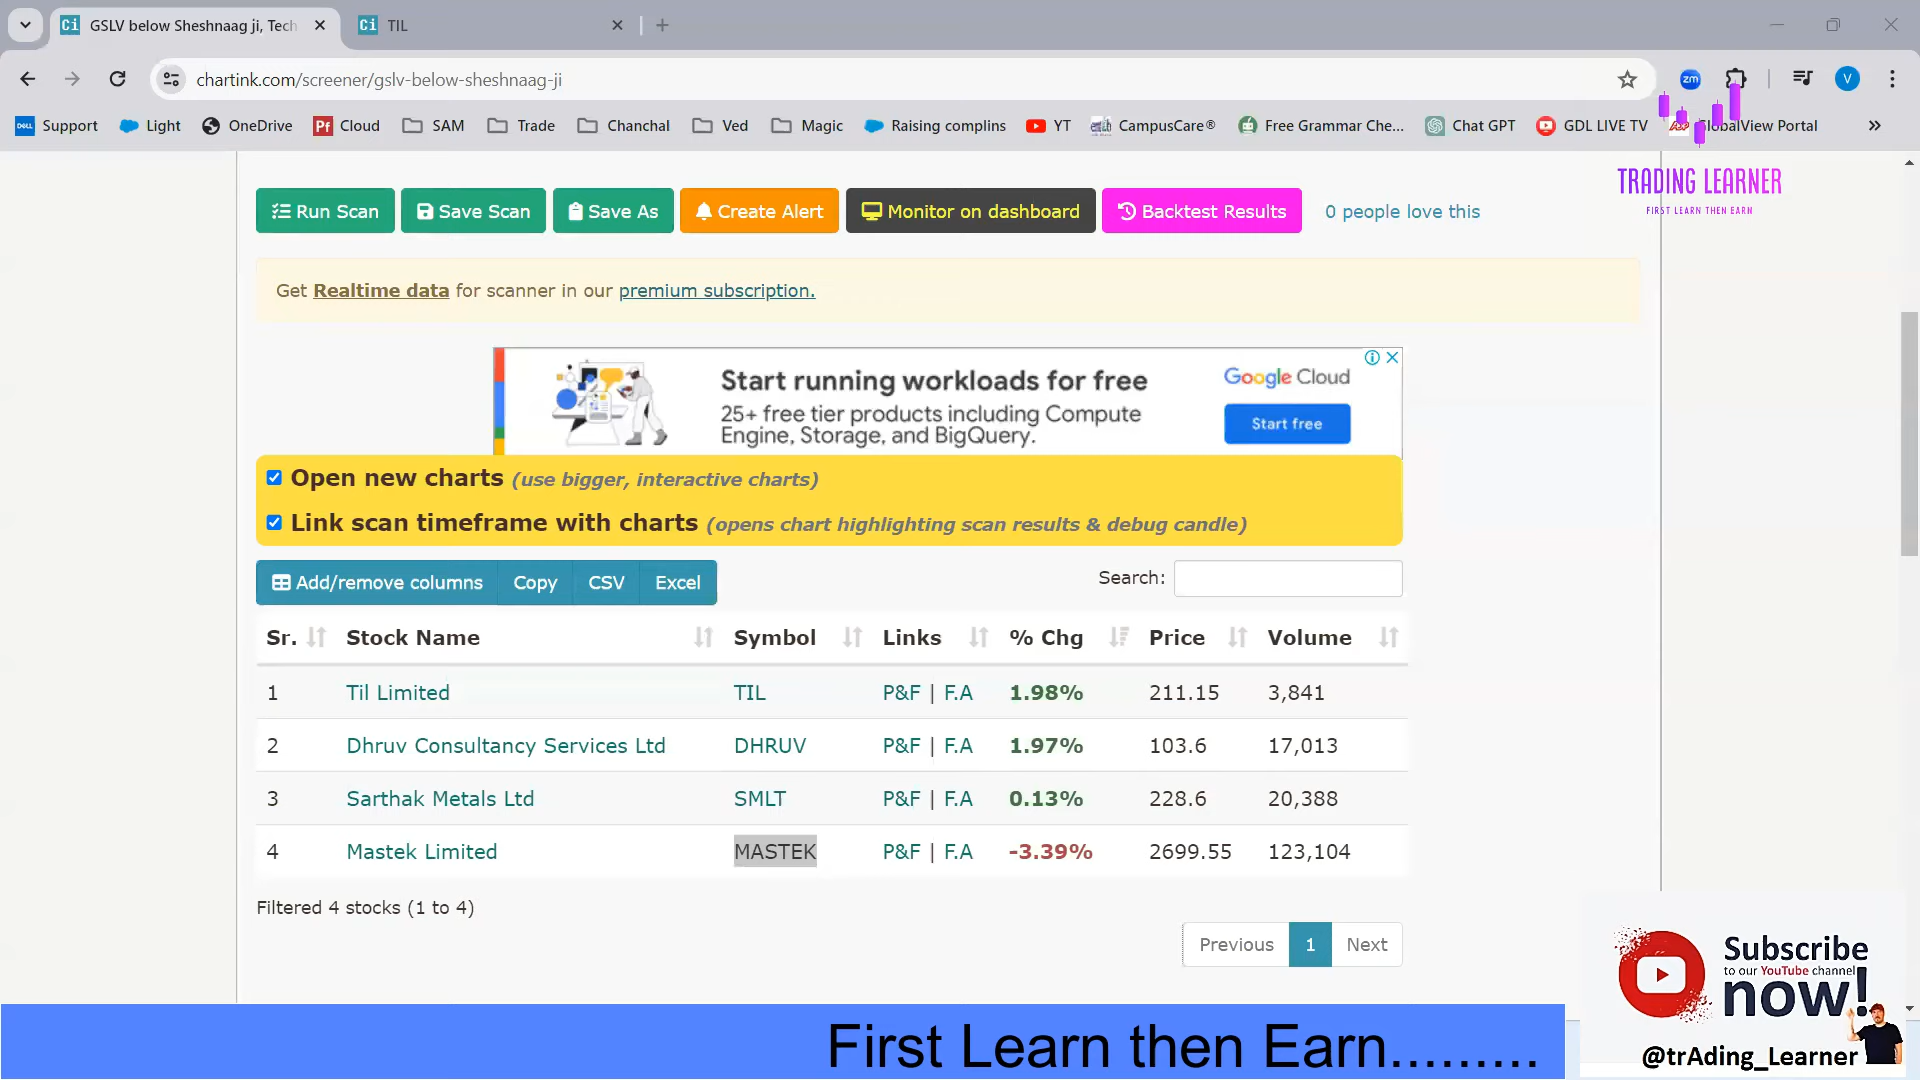 GSLV below Sheshnaag ji, Tech
TIL
chartink.com/screener/gslv-below-sheshnaag-ji
zm
V
DELL Support
Light
OneDrive
Pf Cloud
SAM
Trade
Chanchal
Ved
Magic
Raising complins
YT
CampusCare®
Free Grammar Che...
Chat GPT
GDL LIVE TV
GlobalView Portal
TRADING LEARNER
FIRST LEARN THEN EARN
Run Scan
Save Scan
Save As
Create Alert
Monitor on dashboard
Backtest Results
0 people love this
Get Realtime data for scanner in our premium subscription.
Start running workloads for free
25+ free tier products including Compute
Engine, Storage, and BigQuery.
Google Cloud
Start free
Open new charts (use bigger, interactive charts)
Link scan timeframe with charts (opens chart highlighting scan results & debug candle)
Add/remove columns Copy CSV Excel
Search:
Sr. Stock Name Symbol Links % Chg Price Volume
1 Til Limited TIL P&F | F.A 1.98% 211.15 3,841
2 Dhruv Consultancy Services Ltd DHRUV P&F | F.A 1.97% 103.6 17,013
3 Sarthak Metals Ltd SMLT P&F | F.A 0.13% 228.6 20,388
4 Mastek Limited MASTEK P&F | F.A -3.39% 2699.55 123,104
Filtered 4 stocks (1 to 4)
Previous 1 Next
Subscribe
to our YouTube channel
now!
@trAding_Learner
First Learn then Earn.........